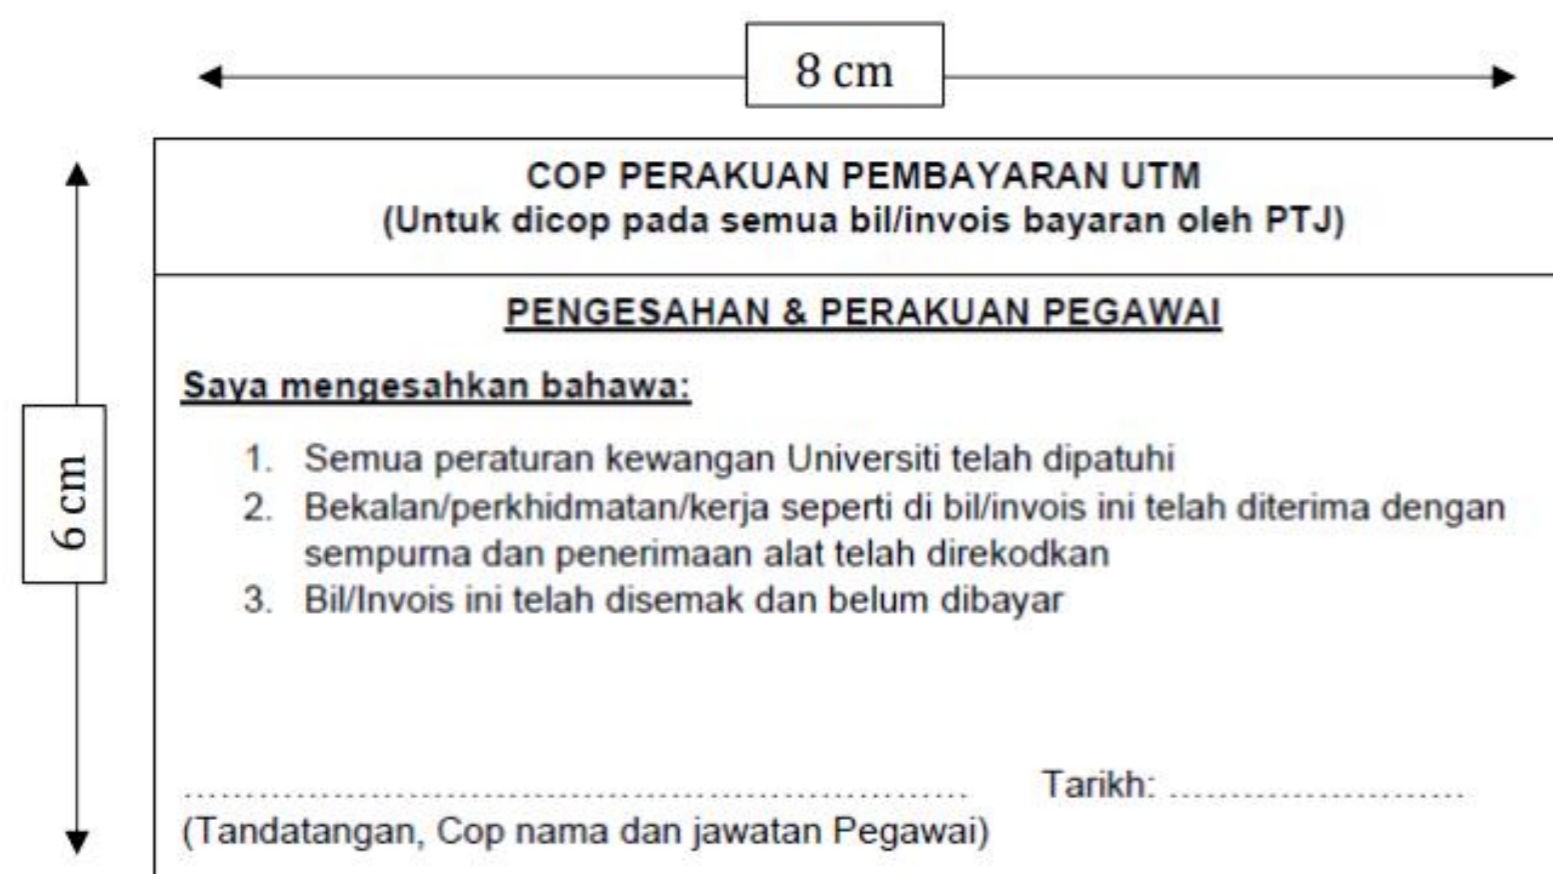 8 cm
COP PERAKUAN PEMBAYARAN UTM
(Untuk dicop pada semua bil/invois bayaran oleh PTJ)
PENGESAHAN & PERAKUAN PEGAWAI
Saya mengesahkan bahawa:
1. Semua peraturan kewangan Universiti telah dipatuhi
2. Bekalan/perkhidmatan/kerja seperti di bil/invois ini telah diterima dengan
sempurna dan penerimaan alat telah direkodkan
3. Bil/Invois ini telah disemak dan belum dibayar
6 cm
................................................................ Tarikh: ........................
(Tandatangan, Cop nama dan jawatan Pegawai)